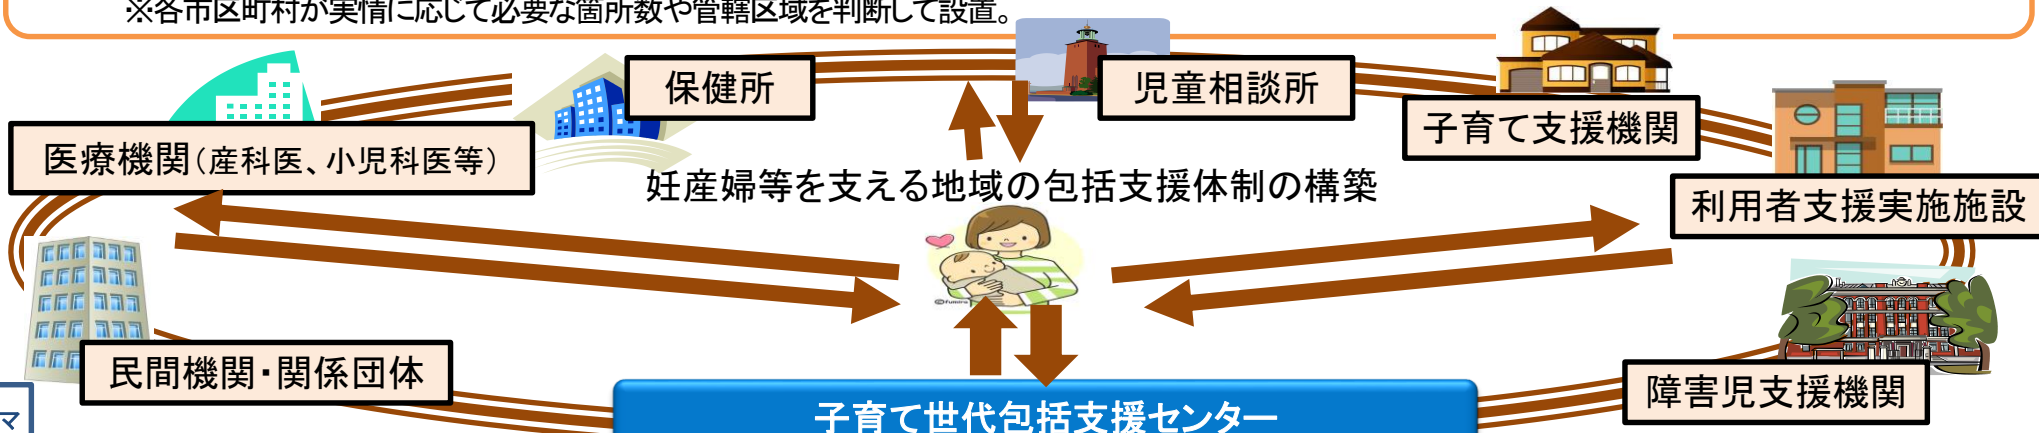 ※各市区町村が実情に応じて必要な箇所数や管轄区域を判断して設置。
保健所
児童相談所
子育て支援機関
医療機関（産科医、小児科医等）
妊産婦等を支える地域の包括支援体制の構築
利用者支援実施施設
©fumira
民間機関・関係団体
障害児支援機関
子育て世代包括支援センター
マ